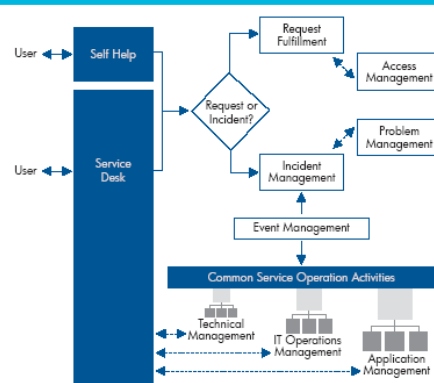 Request
Fulfillment
User
Self Help
Access
Management
Request or
Incident?
Problem
Management
User
Service
Desk
Incident
Management
Event Management
Common Service Operation Activities
Technical
Management
IT Operations
Management
Application
Management